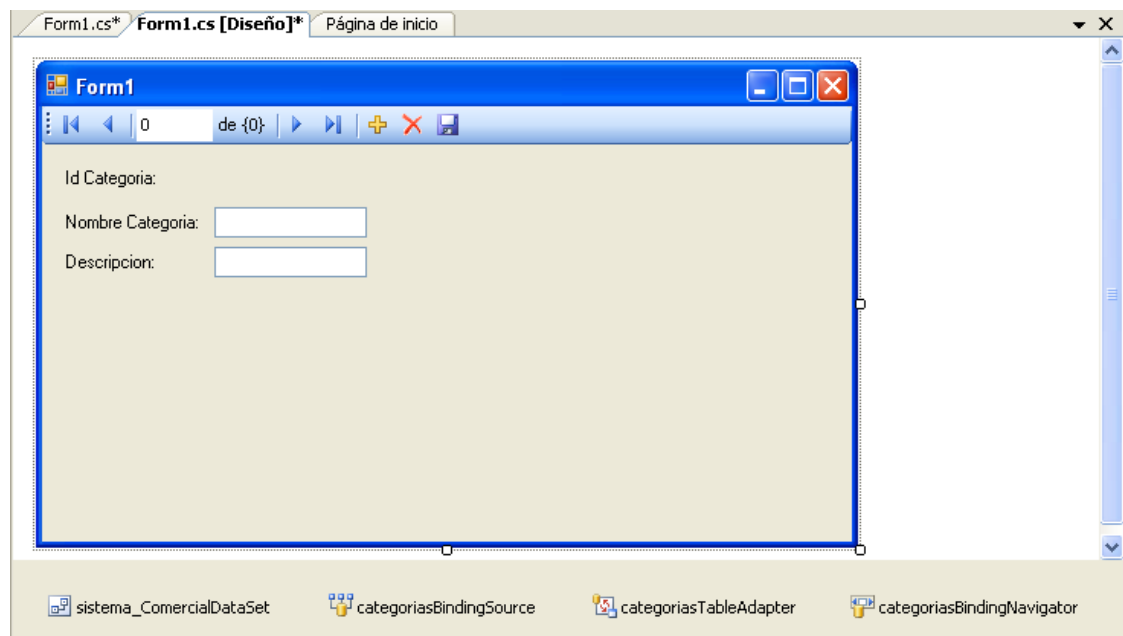 Form1.cs* Form1.cs [Diseño]* Página de inicio
Form1
0 de {0}
Id Categoria:
Nombre Categoria:
Descripcion:
sistema_ComercialDataSet categoriasBindingSource categoriasTableAdapter categoriasBindingNavigator